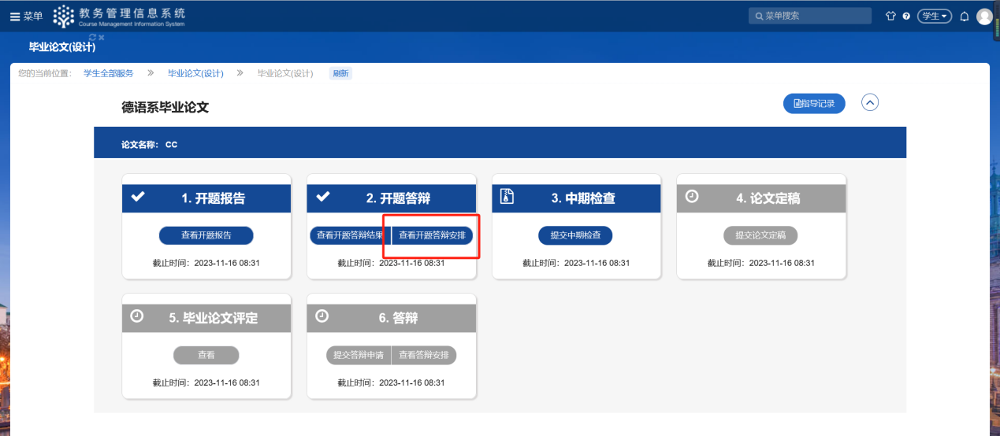 菜单 教务管理信息系统 菜单搜索 学生
Course Management Information System
毕业论文(设计)
您的当前位置： 学生全部服务 毕业论文(设计) 毕业论文(设计) 刷新
德语系毕业论文 指导记录
论文名称： CC
1. 开题报告 2. 开题答辩 3. 中期检查 4. 论文定稿
查看开题报告 查看开题答辩结果 查看开题答辩安排 提交中期检查 提交论文定稿
截止时间：2023-11-16 08:31 截止时间：2023-11-16 08:31 截止时间：2023-11-16 08:31 截止时间：2023-11-16 08:31
5. 毕业论文评定 6. 答辩
查看 提交答辩申请 查看答辩安排
截止时间：2023-11-16 08:31 截止时间：2023-11-16 08:31